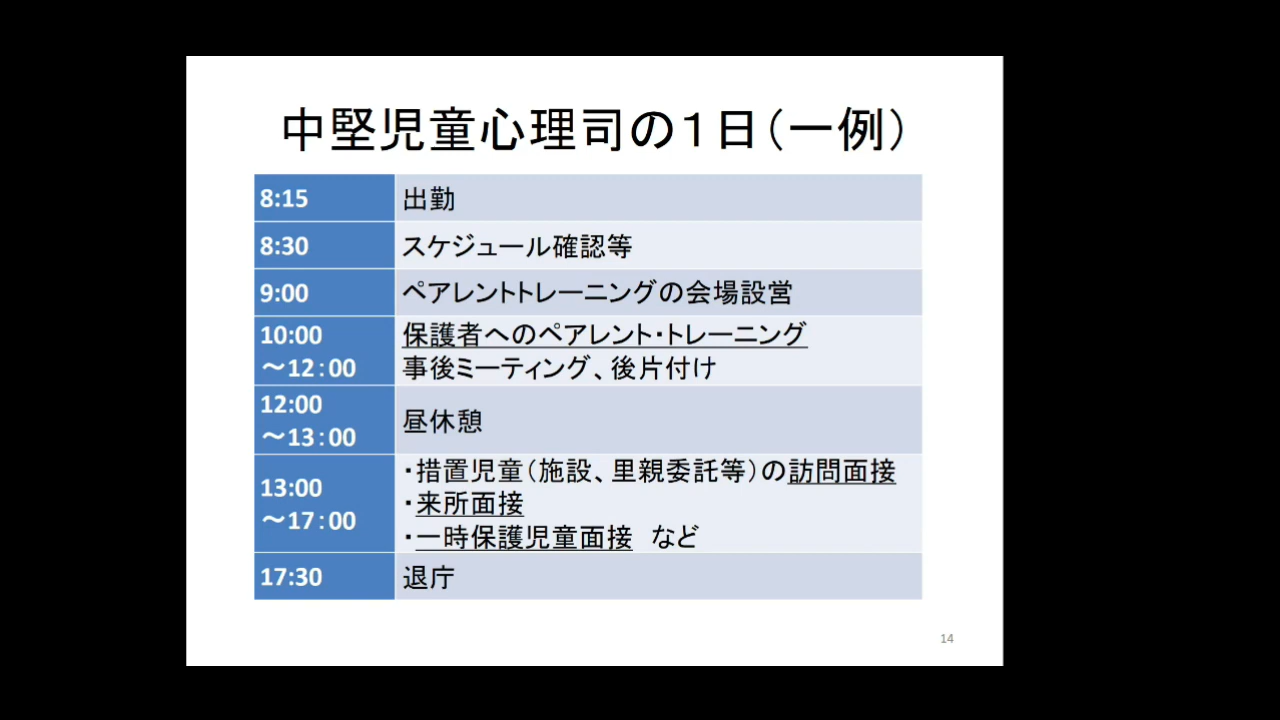 中堅児童心理司の1日(一例)
8:15 出勤
8:30 スケジュール確認等
9:00 ペアレントトレーニングの会場設営
10:00
～12:00
保護者へのペアレント・トレーニング
事後ミーティング、後片付け
12:00
～13:00
昼休憩
13:00
～17:00
・措置児童(施設、里親委託等)の訪問面接
・来所面接
・一時保護児童面接　など
17:30 退庁
14